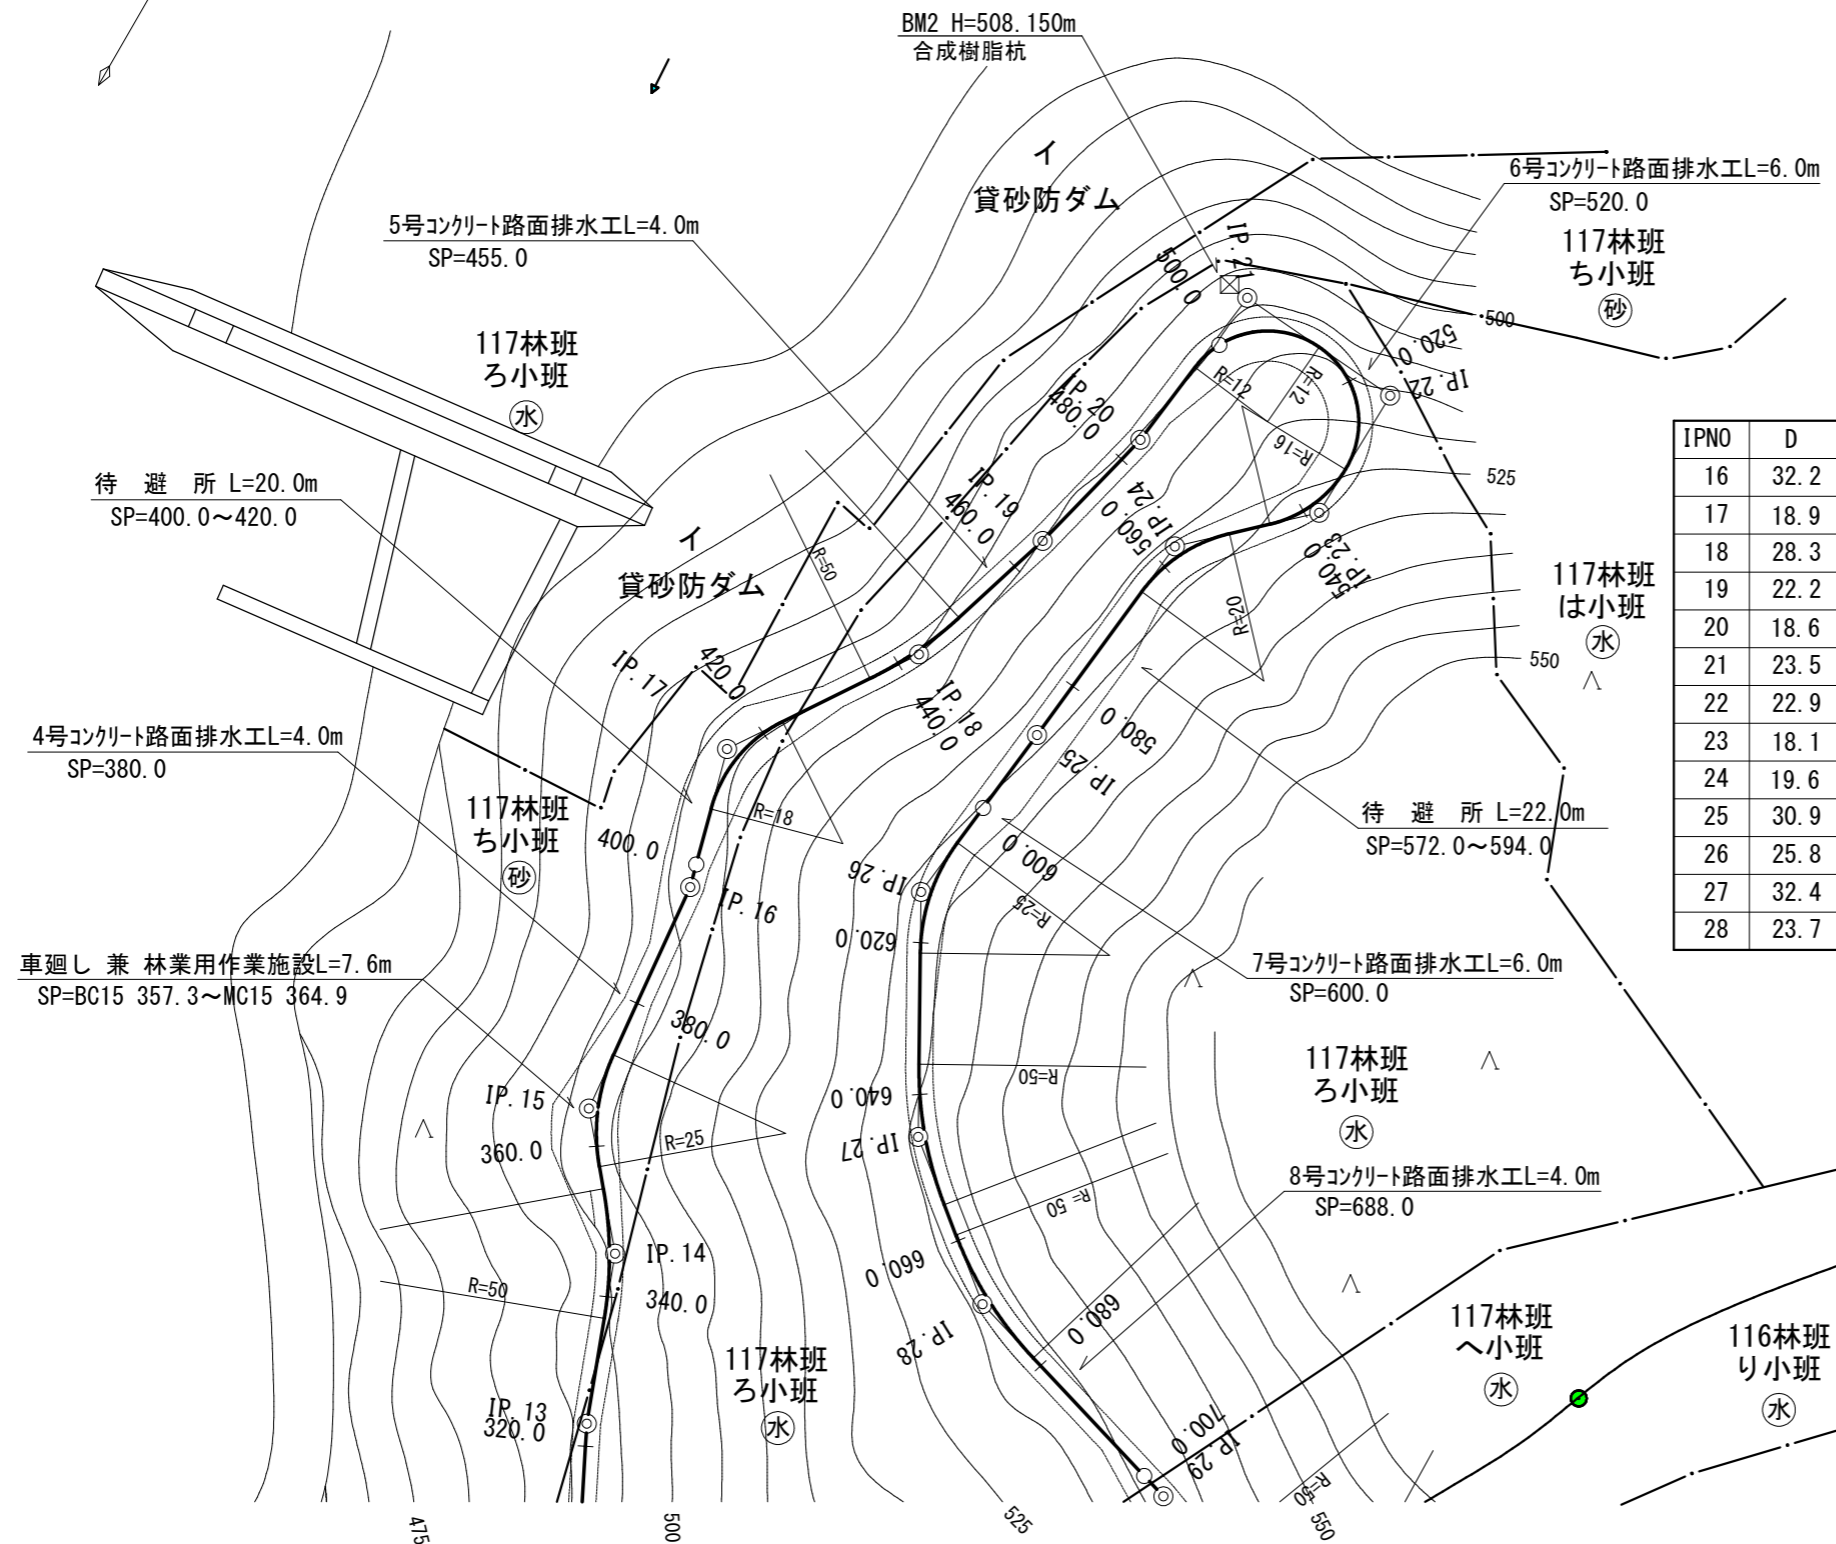 BM2 H=508.150m
合成樹脂杭
イ
貸砂防ダム
6号コンクリート路面排水工L=6.0m
SP=520.0
117林班
ち小班
砂
5号コンクリート路面排水工L=4.0m
SP=455.0
IP.21
500.0
500
520.0
IP.22
117林班
ろ小班
水
R=12
R=12
R=16
IP.20
480.0
待 避 所 L=20.0m
SP=400.0～420.0
IP.19
460.0
525
IP.24
560.0
IP.23
540.0
イ
貸砂防ダム
R=50
R=20
117林班
は小班
水
550
IP.17
420.0
IP.18
440.0
580.0
IP.25
4号コンクリート路面排水工L=4.0m
SP=380.0
117林班
ち小班
砂
400.0
R=18
待 避 所 L=22.0m
SP=572.0～594.0
600.0
IP.26
R=25
IP.16
620.0
車廻し 兼 林業用作業施設L=7.6m
SP=BC15 357.3～MC15 364.9
7号コンクリート路面排水工L=6.0m
SP=600.0
380.0
117林班
ろ小班
水
R=50
640.0
IP.15
360.0
R=25
IP.27
8号コンクリート路面排水工L=4.0m
SP=688.0
R= 50
IP.14
340.0
R=50
660.0
IP.28
680.0
117林班
ろ小班
水
117林班
へ小班
水
116林班
り小班
水
IP.13
320.0
700.0
IP.29
R=50
475
500
525
550
IPNO D
16 32.2
17 18.9
18 28.3
19 22.2
20 18.6
21 23.5
22 22.9
23 18.1
24 19.6
25 30.9
26 25.8
27 32.4
28 23.7